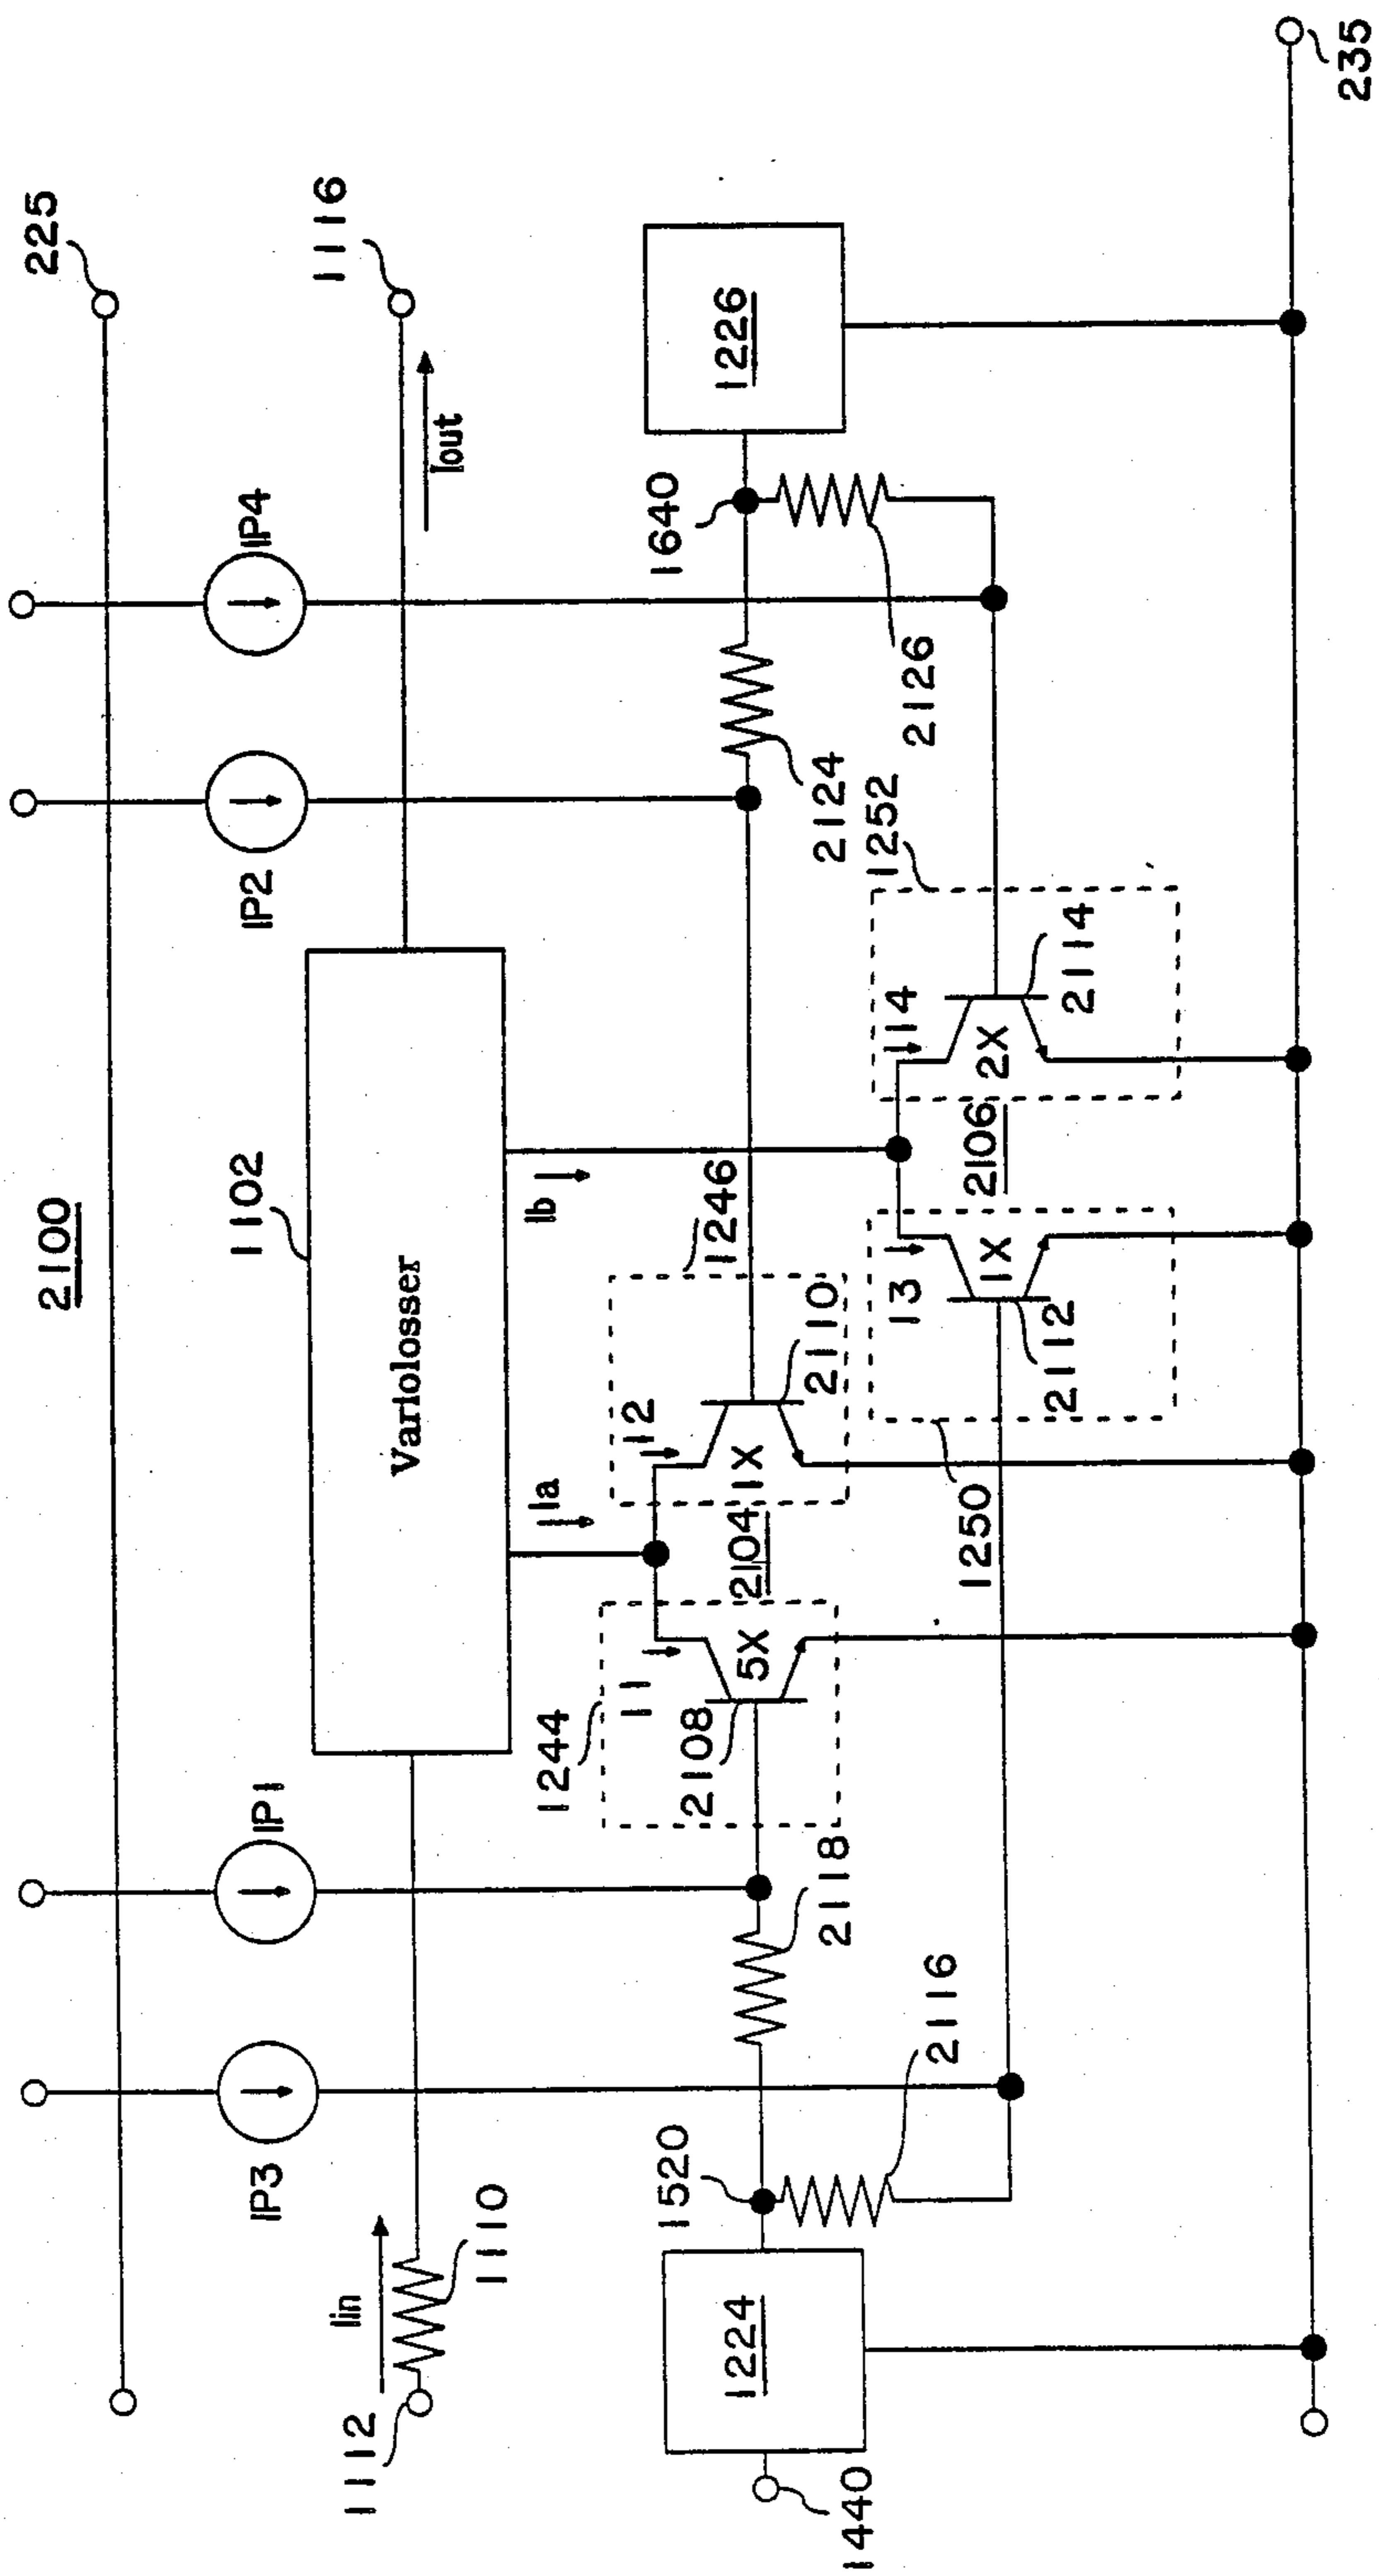 2100
225
IP3
IP1
IP2
IP4
1102
1116
Iin
Variolosser
Iout
1112
1110
Ia
Ib
1244
1246
1640
1520
I1
I2
1224
2108
5X
2104
1X
2110
1226
2118
2124
1252
1440
2116
I3
I4
2126
1250
1X
2106
2X
2112
2114
235